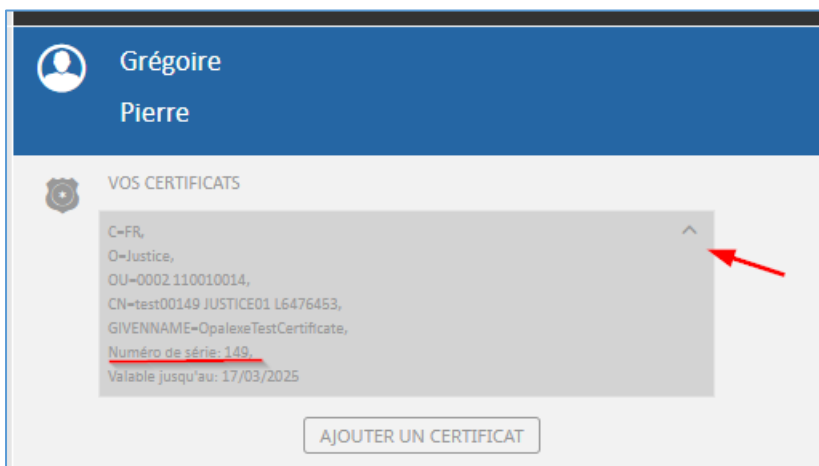 Grégoire
Pierre
VOS CERTIFICATS
C=FR,
O=Justice,
OU=0002 110010014,
CN=test00149 JUSTICE01 L6476453,
GIVENNAME=OpalexeTestCertificate,
Numéro de série: 149,
Valable jusqu'au: 17/03/2025
AJOUTER UN CERTIFICAT